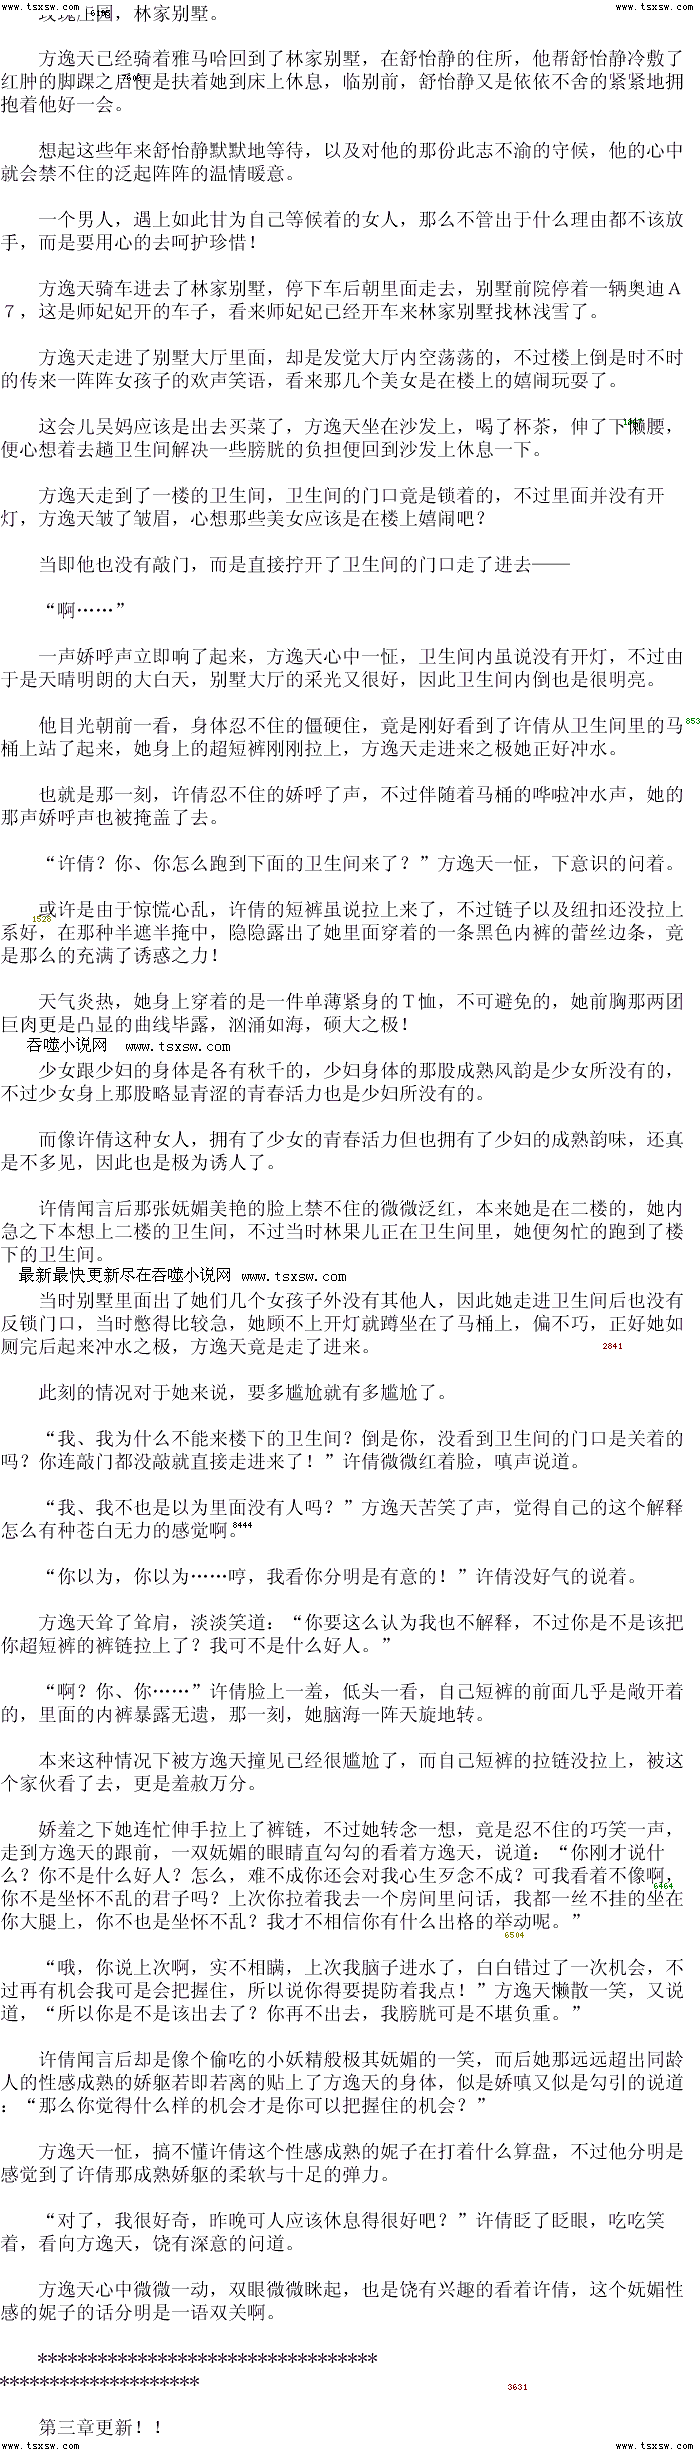 www.tsxsw.com www.tsxsw.com
玫瑰庄园，林家别墅。
6195
方逸天已经骑着雅马哈回到了林家别墅，在舒怡静的住所，他帮舒怡静冷敷了
红肿的脚踝之后便是扶着她到床上休息，临别前，舒怡静又是依依不舍的紧紧地拥
抱着他好一会。
想起这些年来舒怡静默默地等待，以及对他的那份此志不渝的守候，他的心中
就会禁不住的泛起阵阵的温情暖意。
一个男人，遇上如此甘为自己等候着的女人，那么不管出于什么理由都不该放
手，而是要用心的去呵护珍惜！
方逸天骑车进去了林家别墅，停下车后朝里面走去，别墅前院停着一辆奥迪Ａ
７，这是师妃妃开的车子，看来师妃妃已经开车来林家别墅找林浅雪了。
方逸天走进了别墅大厅里面，却是发觉大厅内空荡荡的，不过楼上倒是时不时
的传来一阵阵女孩子的欢声笑语，看来那几个美女是在楼上的嬉闹玩耍了。
这会儿吴妈应该是出去买菜了，方逸天坐在沙发上，喝了杯茶，伸了下懒腰，
便心想着去趟卫生间解决一些膀胱的负担便回到沙发上休息一下。
方逸天走到了一楼的卫生间，卫生间的门口竟是锁着的，不过里面并没有开
灯，方逸天皱了皱眉，心想那些美女应该是在楼上嬉闹吧？
当即他也没有敲门，而是直接拧开了卫生间的门口走了进去——
“啊……”
一声娇呼声立即响了起来，方逸天心中一怔，卫生间内虽说没有开灯，不过由
于是天晴明朗的大白天，别墅大厅的采光又很好，因此卫生间内倒也是很明亮。
他目光朝前一看，身体忍不住的僵硬住，竟是刚好看到了许倩从卫生间里的马
853
桶上站了起来，她身上的超短裤刚刚拉上，方逸天走进来之极她正好冲水。
也就是那一刻，许倩忍不住的娇呼了声，不过伴随着马桶的哗啦冲水声，她的
那声娇呼声也被掩盖了去。
“许倩？你、你怎么跑到下面的卫生间来了？”方逸天一怔，下意识的问着。
或许是由于惊慌心乱，许倩的短裤虽说拉上来了，不过链子以及纽扣还没拉上
1528
系好，在那种半遮半掩中，隐隐露出了她里面穿着的一条黑色内裤的蕾丝边条，竟
是那么的充满了诱惑之力！
天气炎热，她身上穿着的是一件单薄紧身的Ｔ恤，不可避免的，她前胸那两团
巨肉更是凸显的曲线毕露，汹涌如海，硕大之极！
吞噬小说网 www.tsxsw.com
少女跟少妇的身体是各有秋千的，少妇身体的那股成熟风韵是少女所没有的，
不过少女身上那股略显青涩的青春活力也是少妇所没有的。
而像许倩这种女人，拥有了少女的青春活力但也拥有了少妇的成熟韵味，还真
是不多见，因此也是极为诱人了。
许倩闻言后那张妩媚美艳的脸上禁不住的微微泛红，本来她是在二楼的，她内
急之下本想上二楼的卫生间，不过当时林果儿正在卫生间里，她便匆忙的跑到了楼
下的卫生间。
最新最快更新尽在吞噬小说网 www.tsxsw.com
当时别墅里面出了她们几个女孩子外没有其他人，因此她走进卫生间后也没有
反锁门口，当时憋得比较急，她顾不上开灯就蹲坐在了马桶上，偏不巧，正好她如
厕完后起来冲水之极，方逸天竟是走了进来。
2841
此刻的情况对于她来说，要多尴尬就有多尴尬了。
“我、我为什么不能来楼下的卫生间？倒是你，没看到卫生间的门口是关着的
吗？你连敲门都没敲就直接走进来了！”许倩微微红着脸，嗔声说道。
“我、我不也是以为里面没有人吗？”方逸天苦笑了声，觉得自己的这个解释
怎么有种苍白无力的感觉啊。
8444
“你以为，你以为……哼，我看你分明是有意的！”许倩没好气的说着。
方逸天耸了耸肩，淡淡笑道：“你要这么认为我也不解释，不过你是不是该把
你超短裤的裤链拉上了？我可不是什么好人。”
“啊？你、你……”许倩脸上一羞，低头一看，自己短裤的前面几乎是敞开着
的，里面的内裤暴露无遗，那一刻，她脑海一阵天旋地转。
本来这种情况下被方逸天撞见已经很尴尬了，而自己短裤的拉链没拉上，被这
个家伙看了去，更是羞赧万分。
娇羞之下她连忙伸手拉上了裤链，不过她转念一想，竟是忍不住的巧笑一声，
走到方逸天的跟前，一双妩媚的眼睛直勾勾的看着方逸天，说道：“你刚才说什
么？你不是什么好人？怎么，难不成你还会对我心生歹念不成？可我看着不像啊，
你不是坐怀不乱的君子吗？上次你拉着我去一个房间里问话，我都一丝不挂的坐在
6464
你大腿上，你不也是坐怀不乱？我才不相信你有什么出格的举动呢。”
6504
“哦，你说上次啊，实不相瞒，上次我脑子进水了，白白错过了一次机会，不
过再有机会我可是会把握住，所以说你得要提防着我点！”方逸天懒散一笑，又说
道，“所以你是不是该出去了？你再不出去，我膀胱可是不堪负重。”
许倩闻言后却是像个偷吃的小妖精般极其妩媚的一笑，而后她那远远超出同龄
人的性感成熟的娇躯若即若离的贴上了方逸天的身体，似是娇嗔又似是勾引的说道
：“那么你觉得什么样的机会才是你可以把握住的机会？”
方逸天一怔，搞不懂许倩这个性感成熟的妮子在打着什么算盘，不过他分明是
感觉到了许倩那成熟娇躯的柔软与十足的弹力。
“对了，我很好奇，昨晚可人应该休息得很好吧？”许倩眨了眨眼，吃吃笑
着，看向方逸天，饶有深意的问道。
方逸天心中微微一动，双眼微微眯起，也是饶有兴趣的看着许倩，这个妩媚性
感的妮子的话分明是一语双关啊。
**********************************
********************
3631
第三章更新！！
www.tsxsw.com www.tsxsw.com